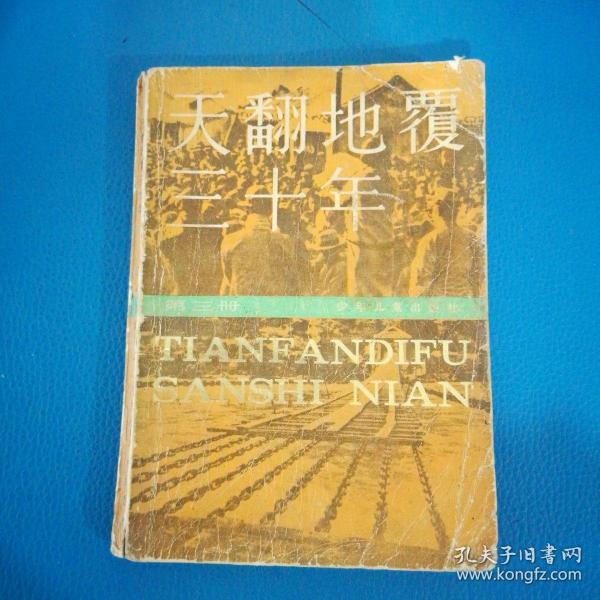 天翻地覆
三十年
第三册
少年儿童出版社
TIANFANDIFU
SANSHI NIAN
孔夫子旧书网
www.kongfz.com